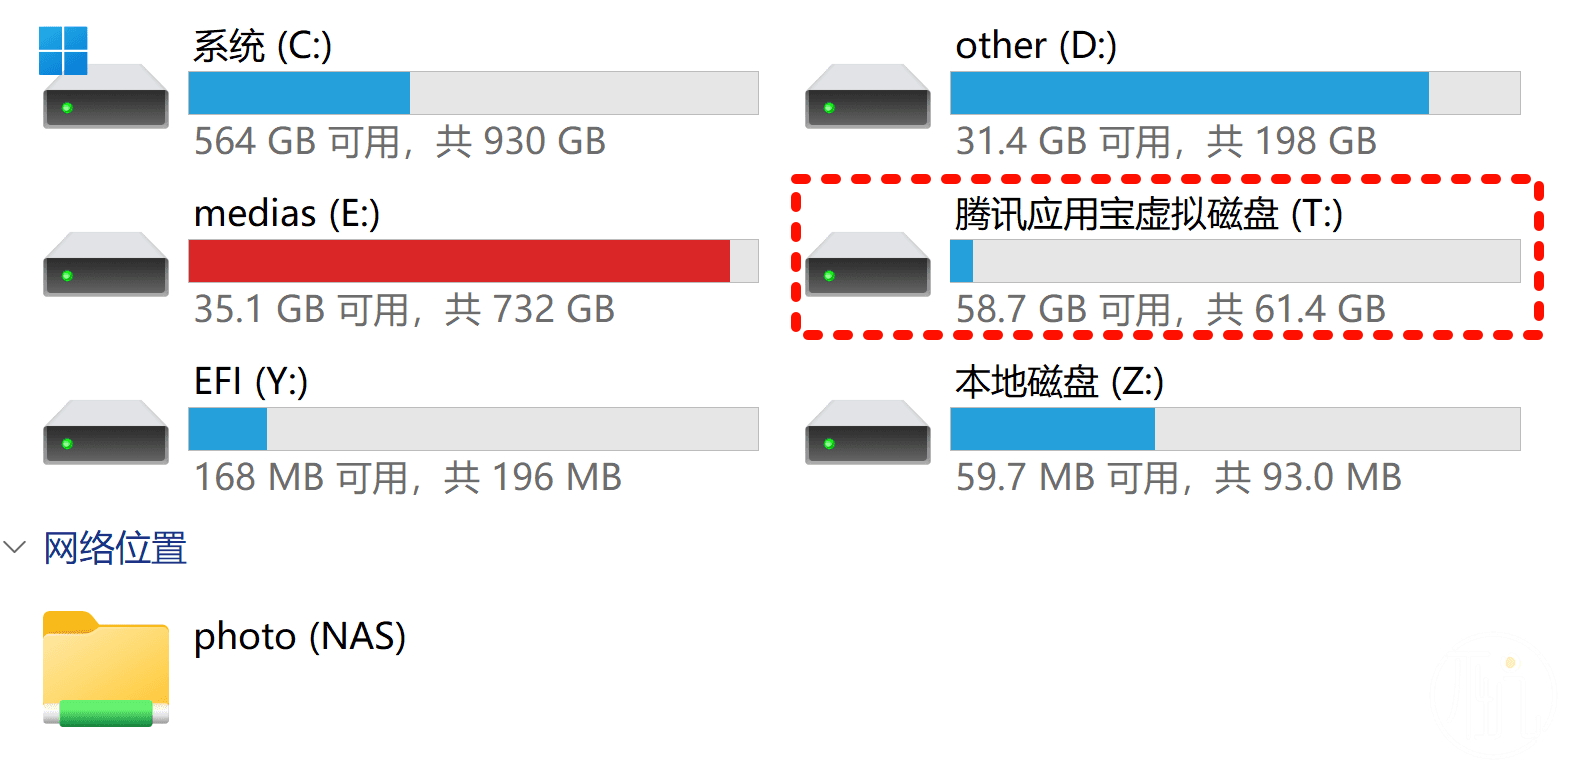 系统 (C:)
564 GB 可用，共 930 GB
other (D:)
31.4 GB 可用，共 198 GB
medias (E:)
35.1 GB 可用，共 732 GB
腾讯应用宝虚拟磁盘 (T:)
58.7 GB 可用，共 61.4 GB
EFI (Y:)
168 MB 可用，共 196 MB
本地磁盘 (Z:)
59.7 MB 可用，共 93.0 MB
网络位置
photo (NAS)